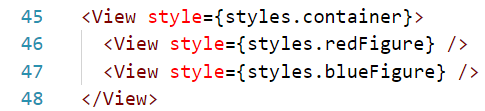 45 <View style={styles.container}>
46   <View style={styles.redFigure} />
47   <View style={styles.blueFigure} />
48 </View>